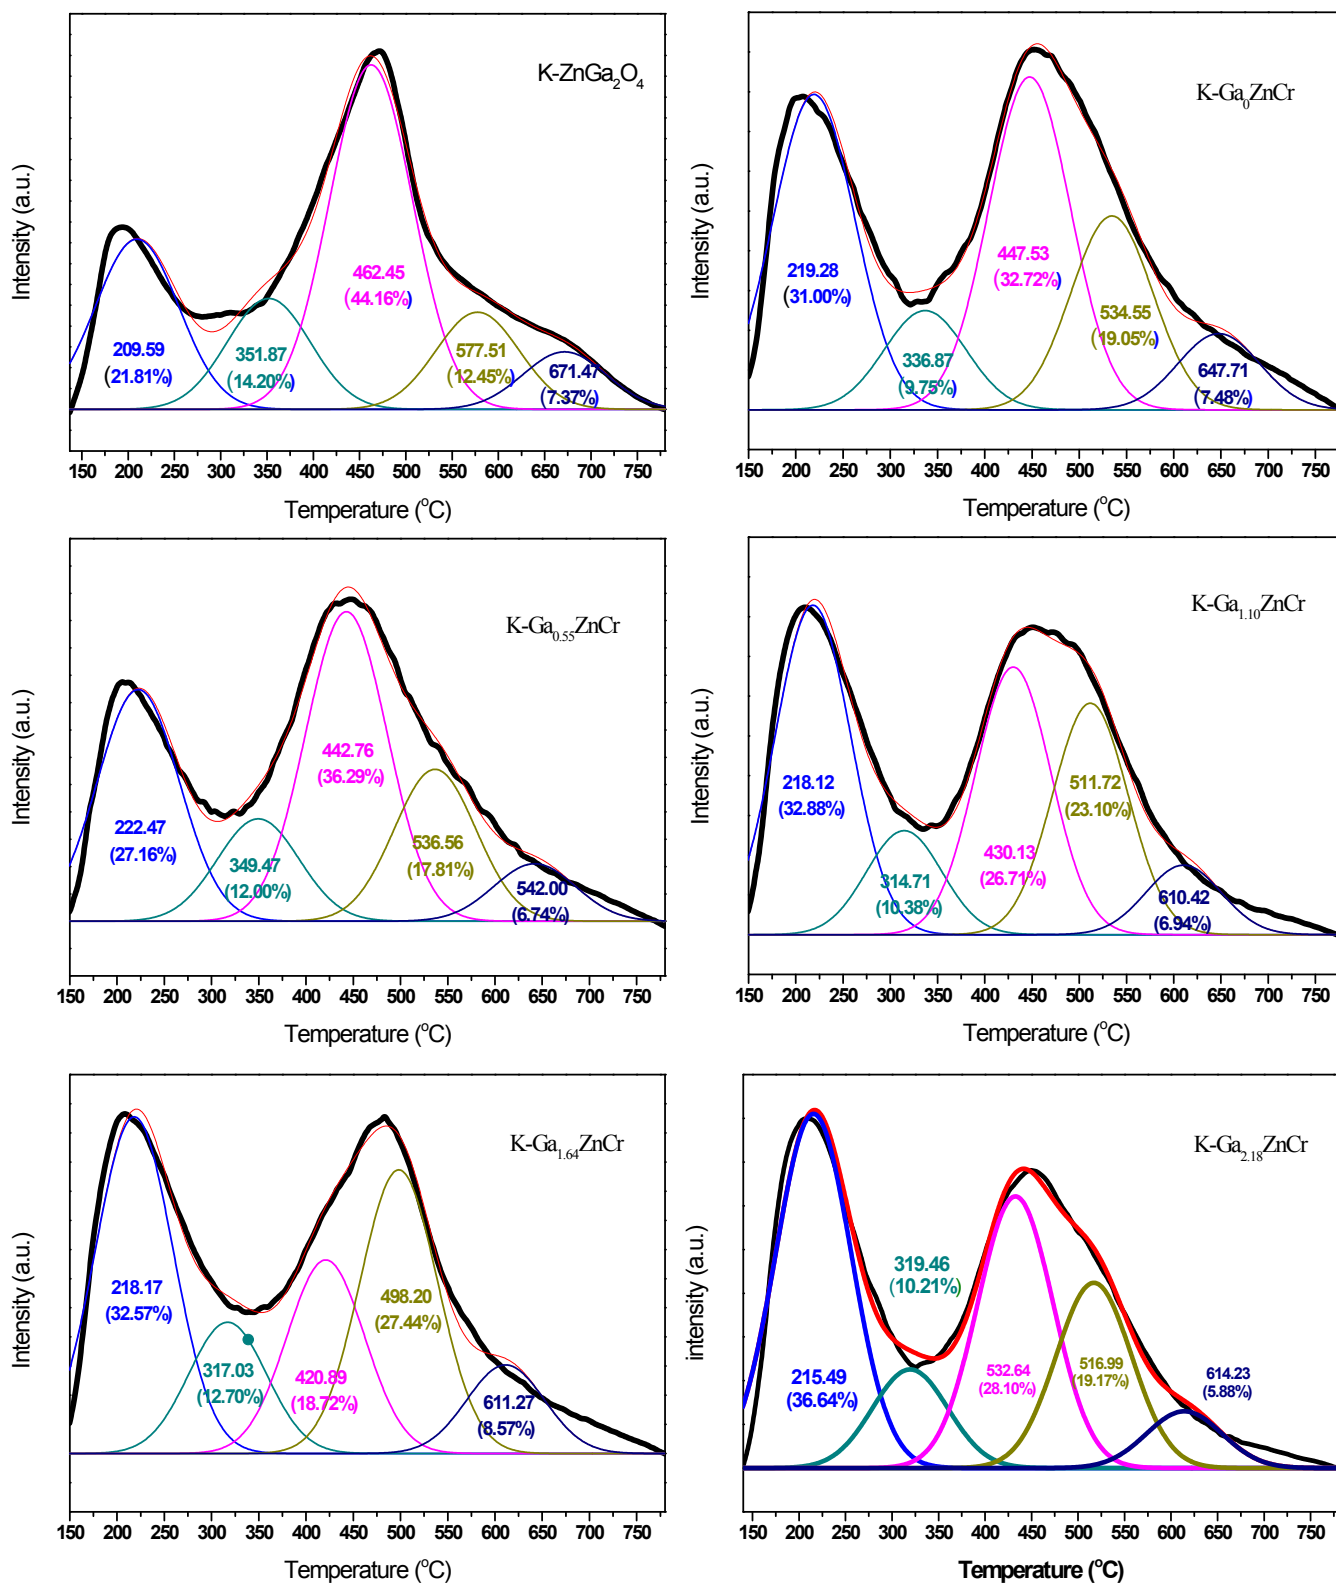 K-ZnGa₂O₄
Intensity (a.u.)
462.45
(44.16%)
209.59
(21.81%)
351.87
(14.20%)
577.51
(12.45%)
671.47
(7.37%)
150 200 250 300 350 400 450 500 550 600 650 700 750
Temperature (°C)
K-Ga₀ZnCr
Intensity (a.u.)
219.28
(31.00%)
447.53
(32.72%)
534.55
(19.05%)
336.87
(9.75%)
647.71
(7.48%)
150 200 250 300 350 400 450 500 550 600 650 700 750
Temperature (°C)
K-Ga₀.₅₅ZnCr
Intensity (a.u.)
442.76
(36.29%)
222.47
(27.16%)
349.47
(12.00%)
536.56
(17.81%)
542.00
(6.74%)
150 200 250 300 350 400 450 500 550 600 650 700 750
Temperature (°C)
K-Ga₁.₁₀ZnCr
Intensity (a.u.)
218.12
(32.88%)
511.72
(23.10%)
430.13
(26.71%)
314.71
(10.38%)
610.42
(6.94%)
150 200 250 300 350 400 450 500 550 600 650 700 750
Temperature (°C)
K-Ga₁.₆₄ZnCr
Intensity (a.u.)
218.17
(32.57%)
498.20
(27.44%)
317.03
(12.70%)
420.89
(18.72%)
611.27
(8.57%)
150 200 250 300 350 400 450 500 550 600 650 700 750
Temperature (°C)
K-Ga₂.₁₈ZnCr
intensity (a.u.)
319.46
(10.21%)
215.49
(36.64%)
532.64
(28.10%)
516.99
(19.17%)
614.23
(5.88%)
150 200 250 300 350 400 450 500 550 600 650 700 750
Temperature (°C)